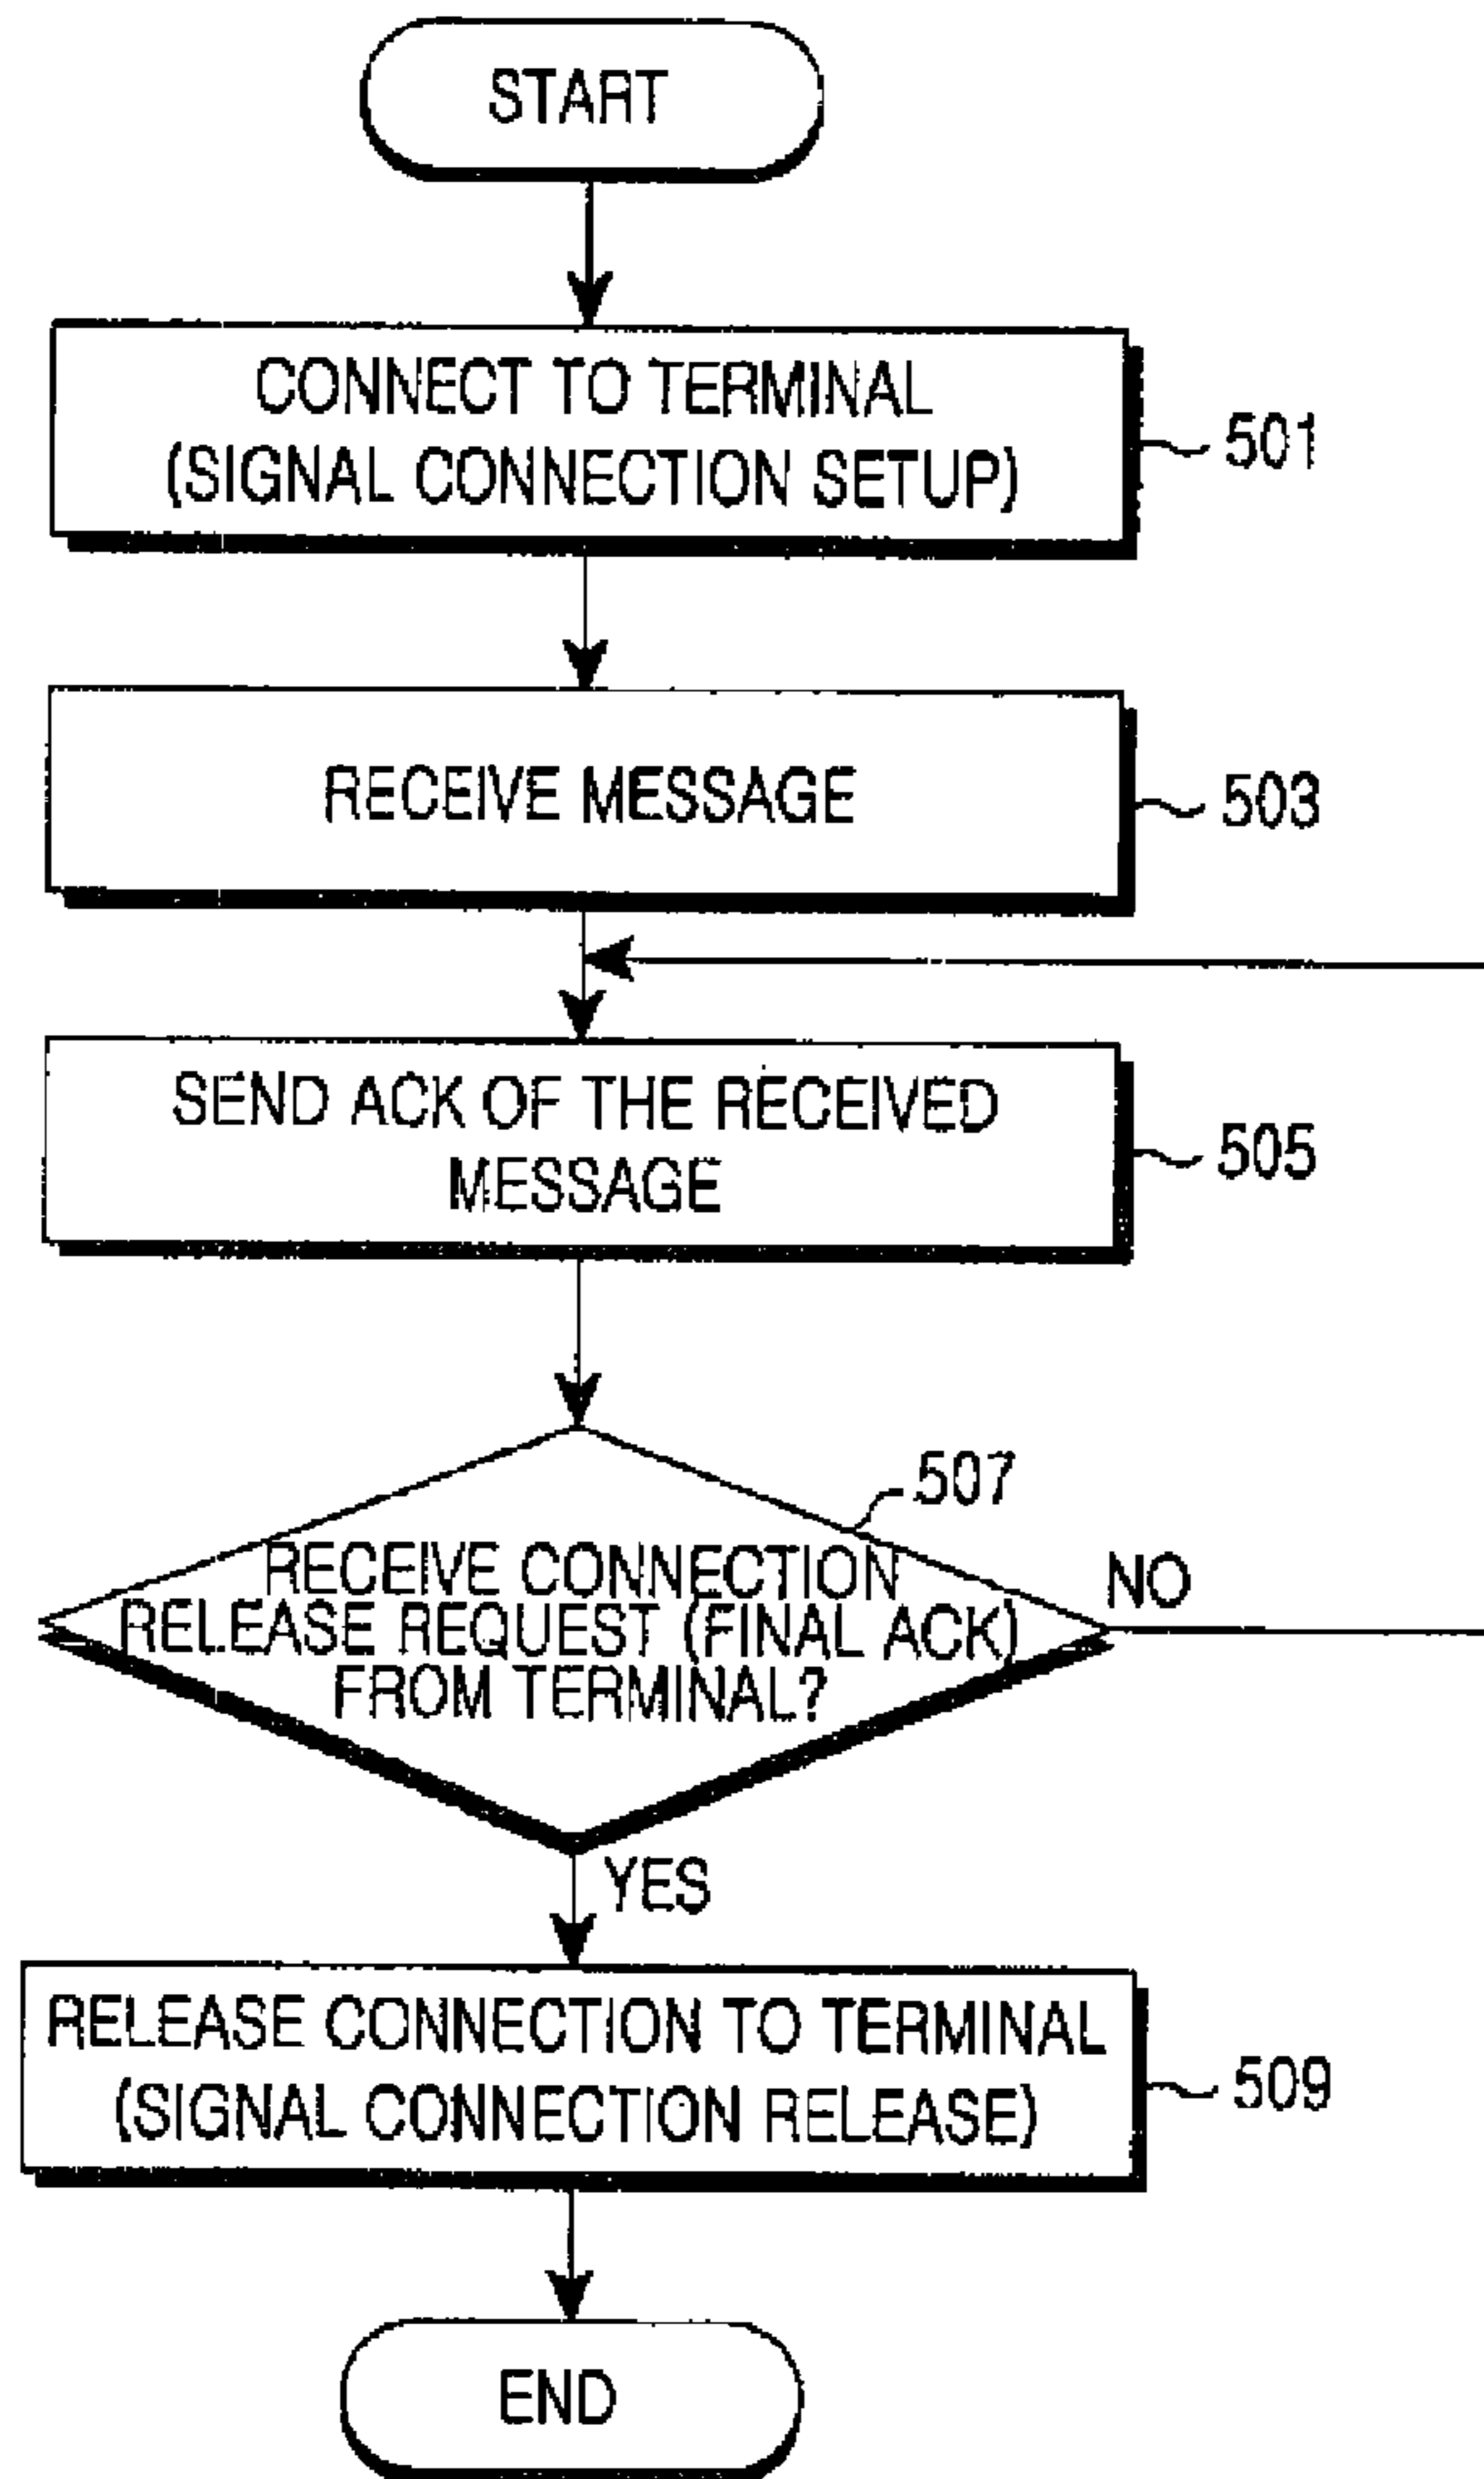 START
CONNECT TO TERMINAL
(SIGNAL CONNECTION SETUP)
501
RECEIVE MESSAGE
503
SEND ACK OF THE RECEIVED
MESSAGE
505
507
RECEIVE CONNECTION
RELEASE REQUEST (FINAL ACK)
FROM TERMINAL?
NO
YES
RELEASE CONNECTION TO TERMINAL
(SIGNAL CONNECTION RELEASE)
509
END